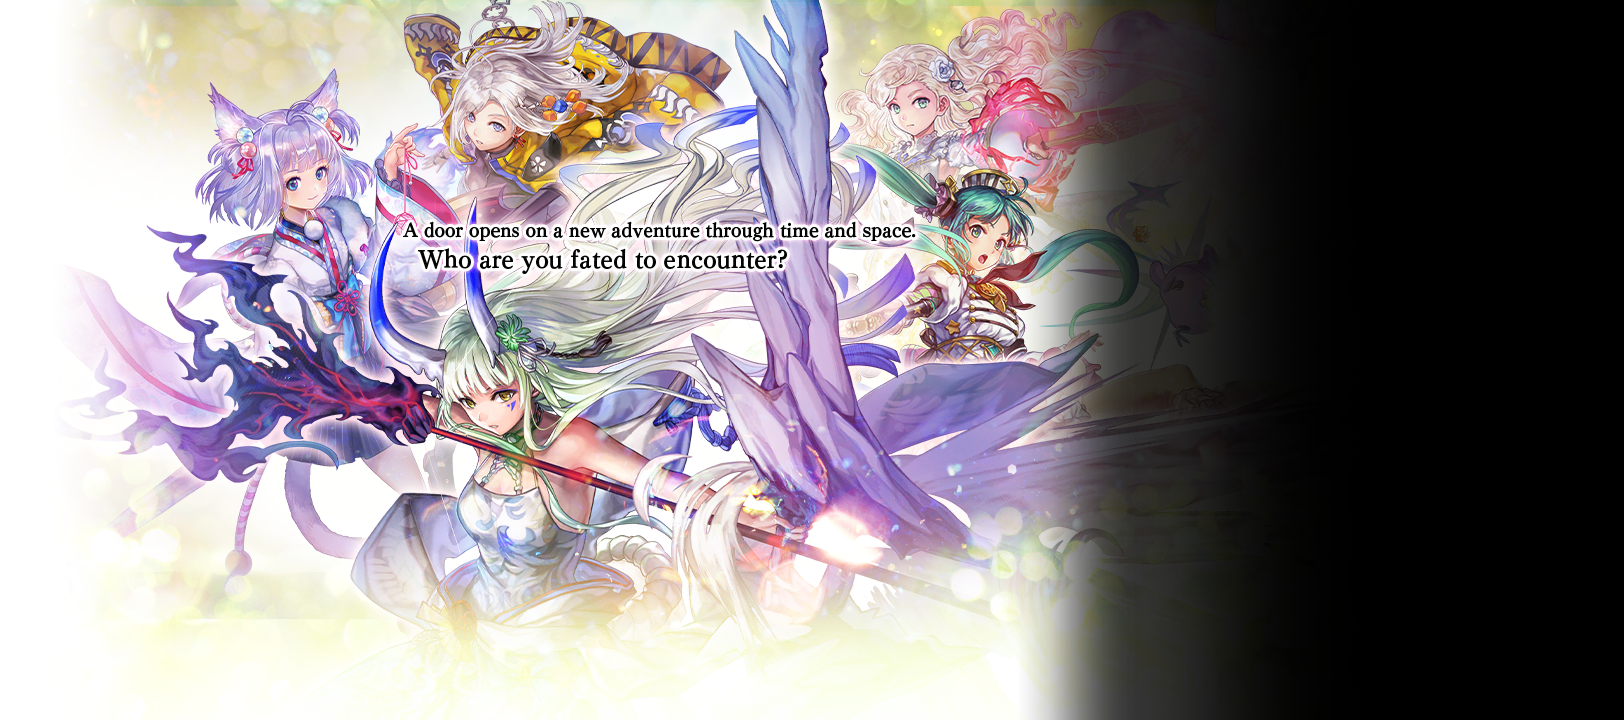 A door opens on a new adventure through time and space.
Who are you fated to encounter?